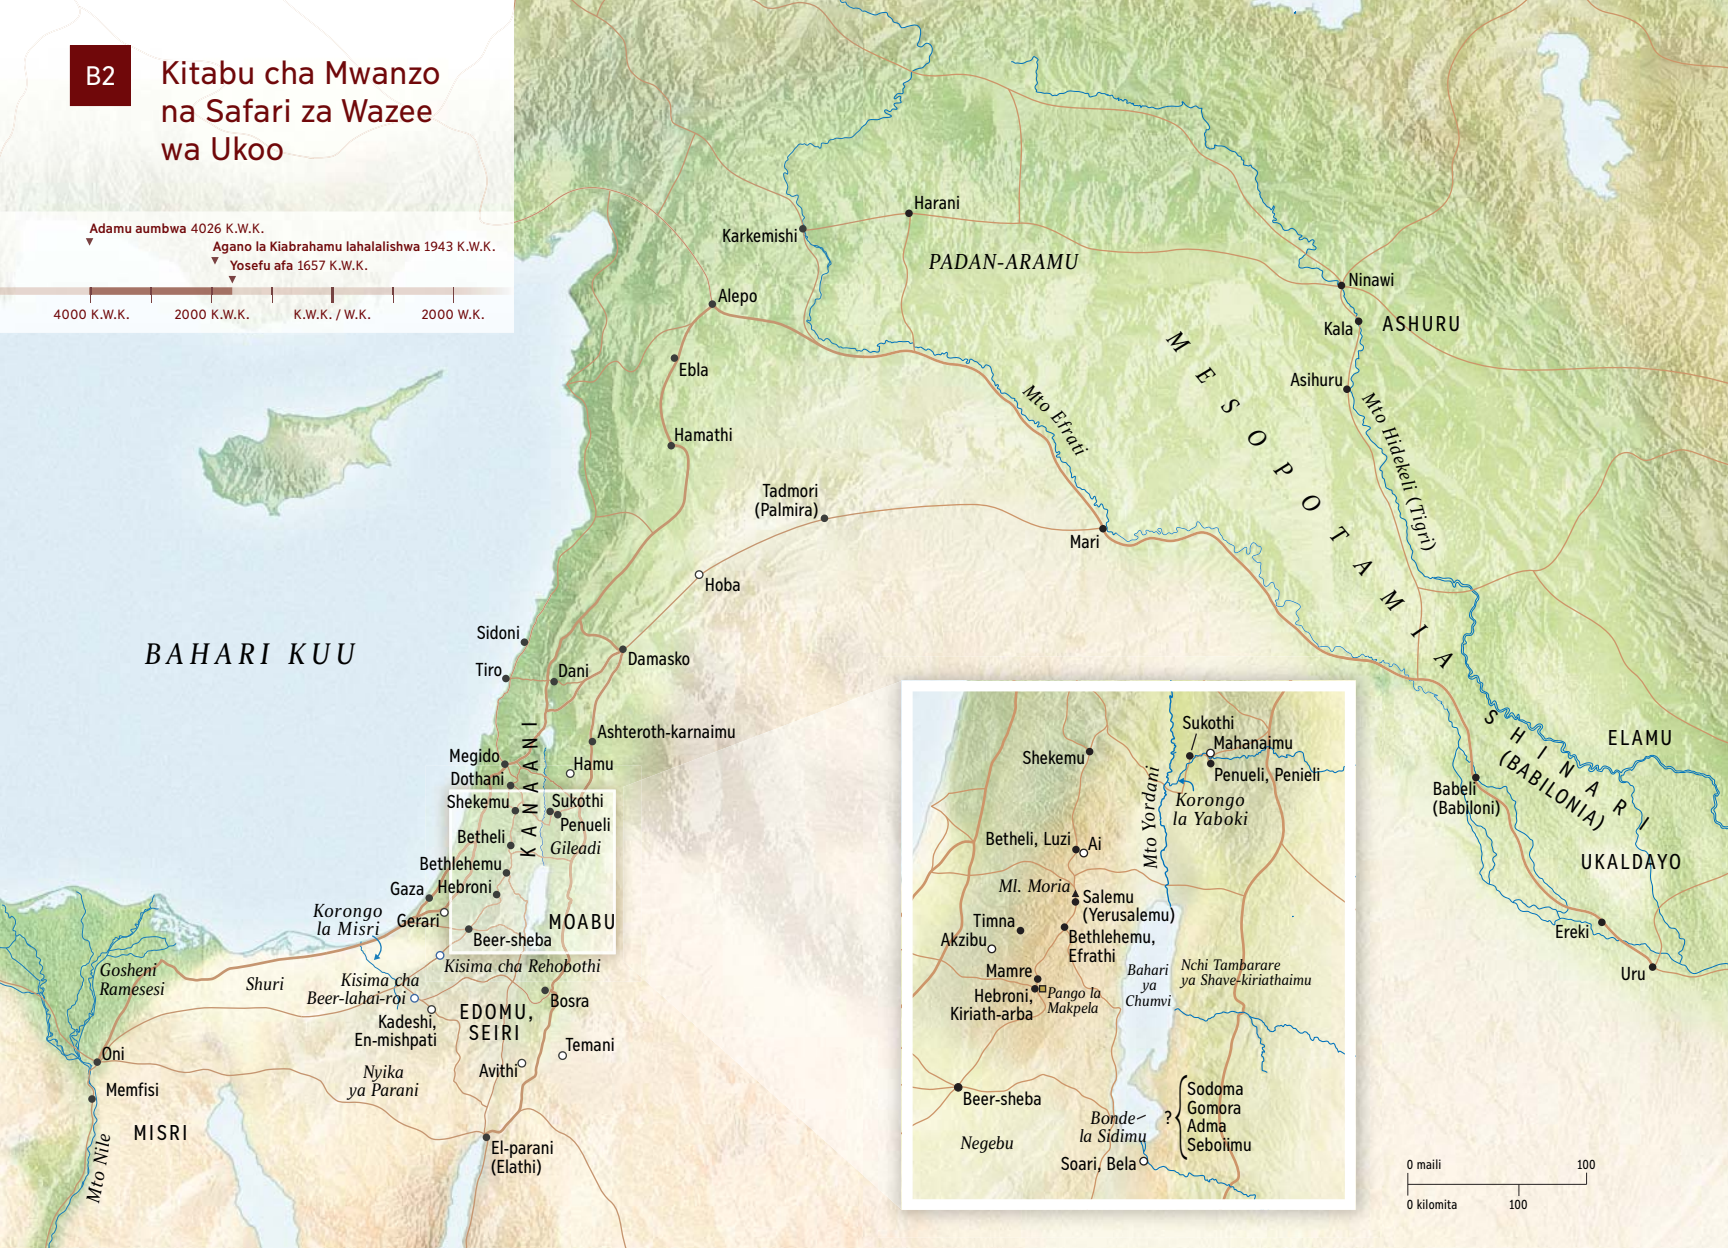 B2
Kitabu cha Mwanzo
na Safari za Wazee
wa Ukoo
Adamu aumbwa 4026 K.W.K.
Agano la Kiabrahamu lahalalishwa 1943 K.W.K.
Yosefu afa 1657 K.W.K.
4000 K.W.K.
2000 K.W.K.
K.W.K. / W.K.
2000 W.K.
Harani
Karkemishi
PADAN-ARAMU
Ninawi
Alepo
Kala
ASHURU
Ebla
Asihuru
MESOPOTAMIA
Mto Efrati
Mto Hidekeli (Tigri)
Hamathi
Tadmori
(Palmira)
Mari
Hoba
BAHARI KUU
Sidoni
Tiro
Dani
Damasko
KANAANI
Ashteroth-karnaimu
Megido
Hamu
Dothani
Shekemu
Sukothi
Penueli
Betheli
Gileadi
Bethlehemu
Gaza
Hebroni
Gerari
MOABU
Korongo
la Misri
Beer-sheba
Kisima cha Rehobothi
Gosheni
Ramesesi
Shuri
Kisima cha
Beer-lahai-roi
Bosra
EDOMU,
SEIRI
Kadeshi,
En-mishpati
Temani
Oni
Avithi
Nyika
ya Parani
Memfisi
MISRI
El-parani
(Elathi)
Mto Nile
SHINARI
(BABILONIA)
ELAMU
Babeli
(Babiloni)
UKALDAYO
Ereki
Uru
Sukothi
Mahanaimu
Shekemu
Penueli, Penieli
Mto Yordani
Korongo
la Yaboki
Betheli, Luzi
Ai
Ml. Moria
Salemu
(Yerusalemu)
Timna
Akzibu
Bethlehemu,
Efrathi
Mamre
Bahari
ya
Chumvi
Nchi Tambarare
ya Shave-kiriathaimu
Hebroni,
Kiriath-arba
Pango la
Makpela
Beer-sheba
Bonde
la Sidimu
?
Sodoma
Gomora
Adma
Seboiimu
Negebu
Soari, Bela
0 maili
100
0 kilomita
100